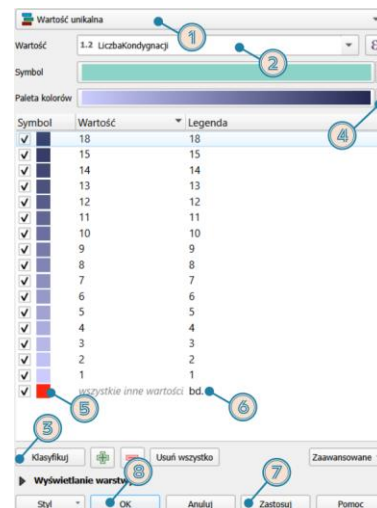 Wartość unikalna
1
Wartość 1.2 LiczbaKondygnacji ε
2
Symbol
Paleta kolorów
4
Symbol Wartość Legenda
18 18
15 15
14 14
13 13
12 12
11 11
10 10
9 9
8 8
7 7
6 6
5 5
4 4
3 3
2 2
1 1
wszystkie inne wartości bd.
5 6
3
Klasyfikuj Usuń wszystko Zaawansowane
8 7
Wyświetlanie warstwy
Styl OK Anuluj Zastosuj Pomoc